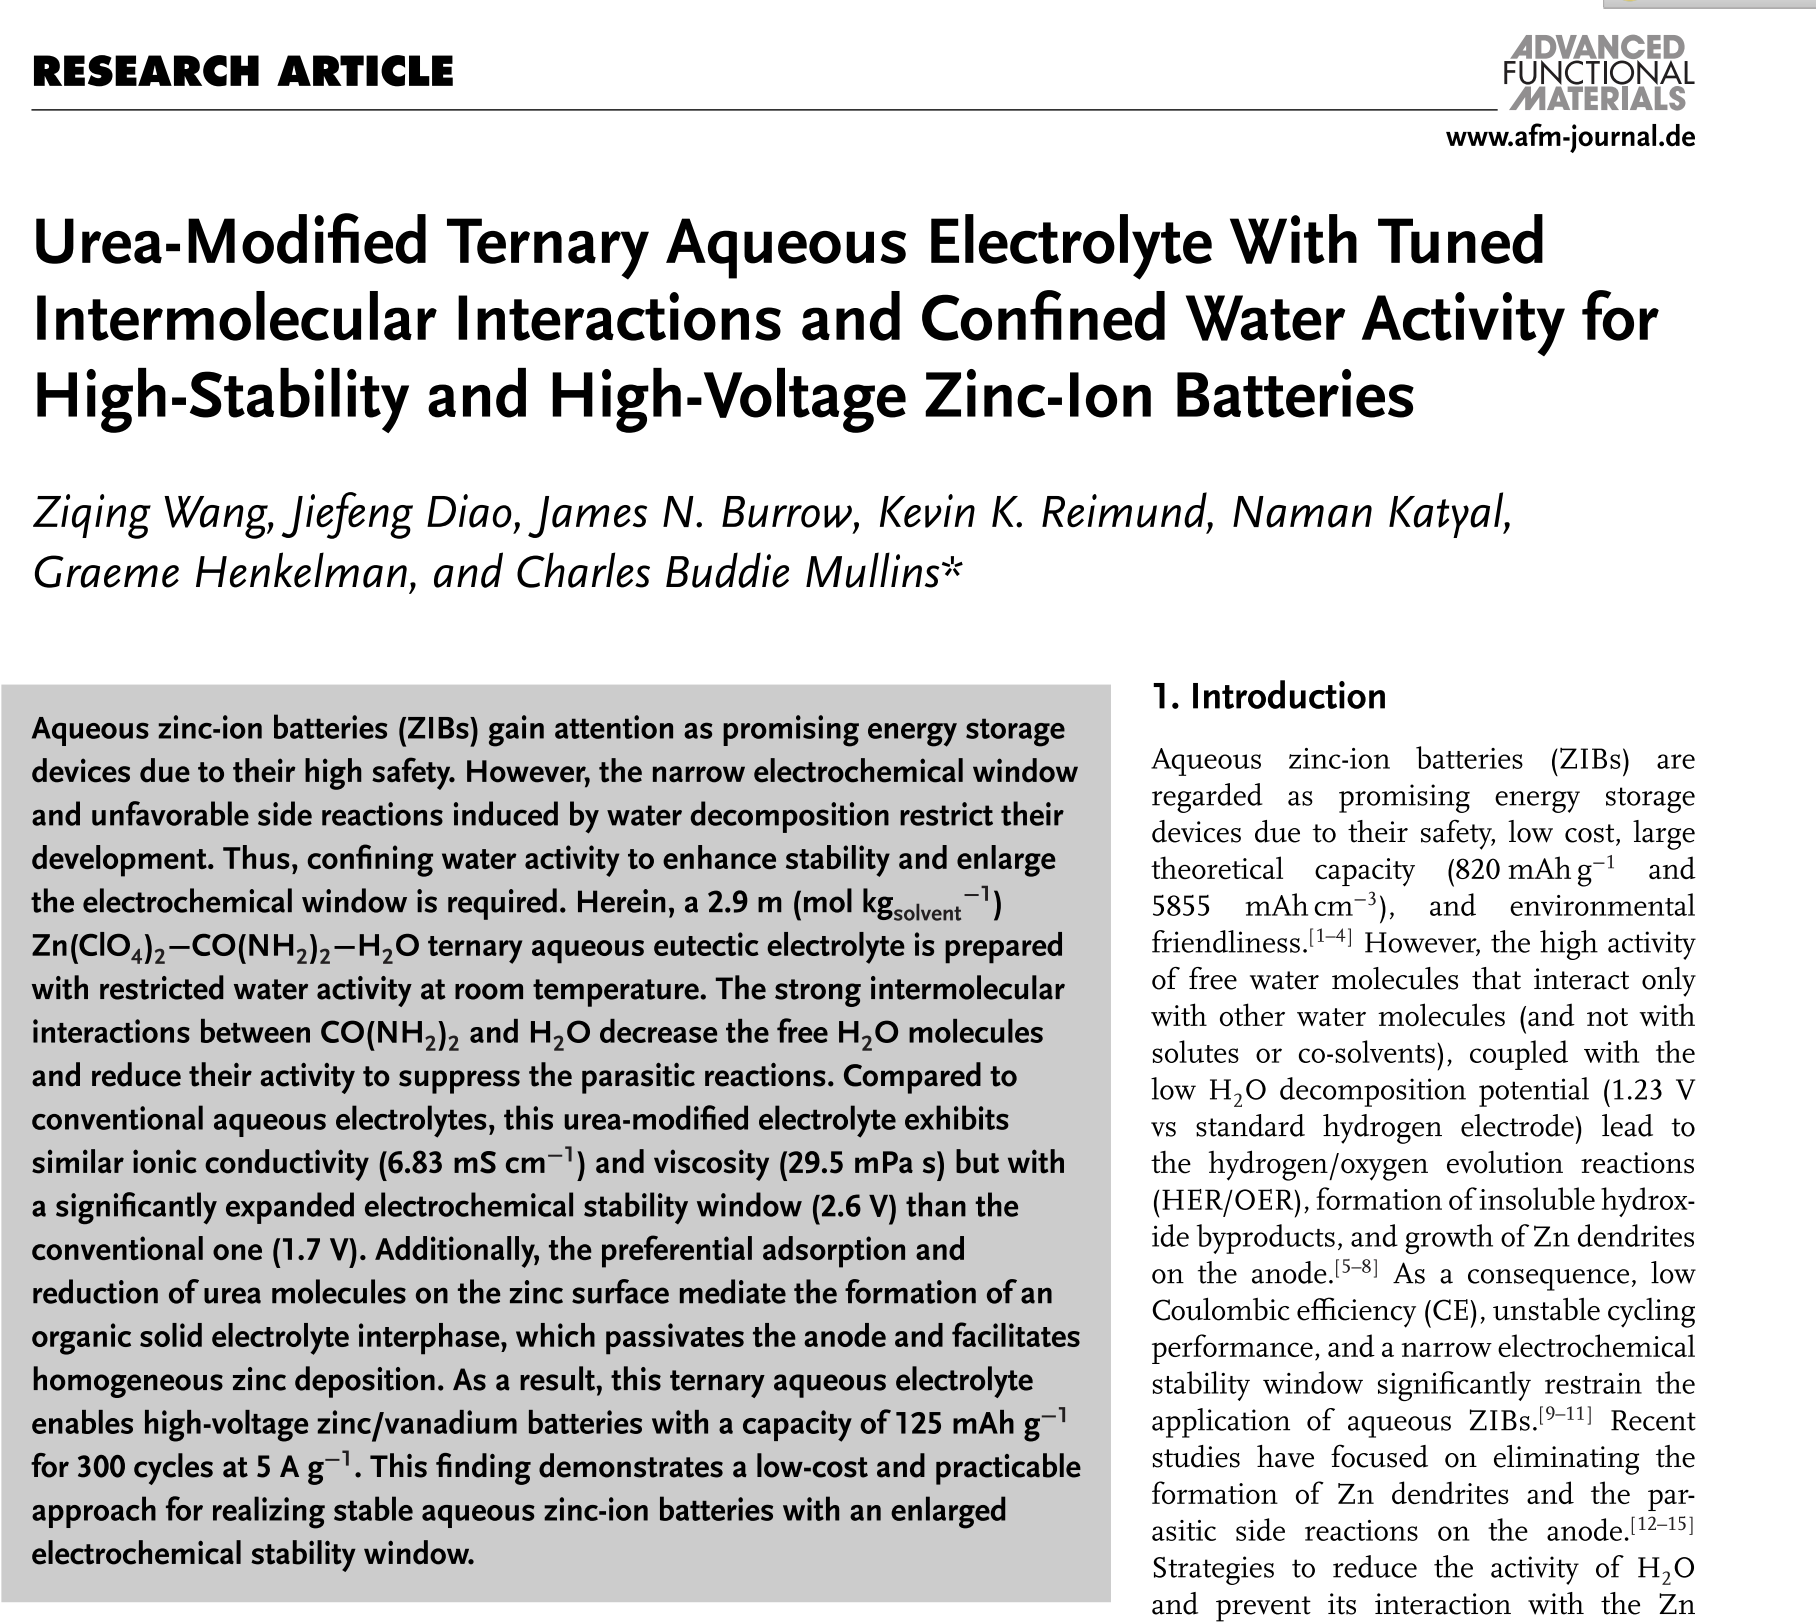 RESEARCH ARTICLE
ADVANCED
FUNCTIONAL
MATERIALS
www.afm-journal.de
Urea-Modified Ternary Aqueous Electrolyte With Tuned
Intermolecular Interactions and Confined Water Activity for
High-Stability and High-Voltage Zinc-Ion Batteries
Ziqing Wang, Jiefeng Diao, James N. Burrow, Kevin K. Reimund, Naman Katyal,
Graeme Henkelman, and Charles Buddie Mullins*
Aqueous zinc-ion batteries (ZIBs) gain attention as promising energy storage
devices due to their high safety. However, the narrow electrochemical window
and unfavorable side reactions induced by water decomposition restrict their
development. Thus, confining water activity to enhance stability and enlarge
the electrochemical window is required. Herein, a 2.9 m (mol kgsolvent⁻¹)
Zn(ClO₄)₂−CO(NH₂)₂−H₂O ternary aqueous eutectic electrolyte is prepared
with restricted water activity at room temperature. The strong intermolecular
interactions between CO(NH₂)₂ and H₂O decrease the free H₂O molecules
and reduce their activity to suppress the parasitic reactions. Compared to
conventional aqueous electrolytes, this urea-modified electrolyte exhibits
similar ionic conductivity (6.83 mS cm⁻¹) and viscosity (29.5 mPa s) but with
a significantly expanded electrochemical stability window (2.6 V) than the
conventional one (1.7 V). Additionally, the preferential adsorption and
reduction of urea molecules on the zinc surface mediate the formation of an
organic solid electrolyte interphase, which passivates the anode and facilitates
homogeneous zinc deposition. As a result, this ternary aqueous electrolyte
enables high-voltage zinc/vanadium batteries with a capacity of 125 mAh g⁻¹
for 300 cycles at 5 A g⁻¹. This finding demonstrates a low-cost and practicable
approach for realizing stable aqueous zinc-ion batteries with an enlarged
electrochemical stability window.
1. Introduction
Aqueous zinc-ion batteries (ZIBs) are
regarded as promising energy storage
devices due to their safety, low cost, large
theoretical capacity (820 mAh g⁻¹ and
5855 mAh cm⁻³), and environmental
friendliness.[1–4] However, the high activity
of free water molecules that interact only
with other water molecules (and not with
solutes or co-solvents), coupled with the
low H₂O decomposition potential (1.23 V
vs standard hydrogen electrode) lead to
the hydrogen/oxygen evolution reactions
(HER/OER), formation of insoluble hydrox-
ide byproducts, and growth of Zn dendrites
on the anode.[5–8] As a consequence, low
Coulombic efficiency (CE), unstable cycling
performance, and a narrow electrochemical
stability window significantly restrain the
application of aqueous ZIBs.[9–11] Recent
studies have focused on eliminating the
formation of Zn dendrites and the par-
asitic side reactions on the anode.[12–15]
Strategies to reduce the activity of H₂O
and prevent its interaction with the Zn